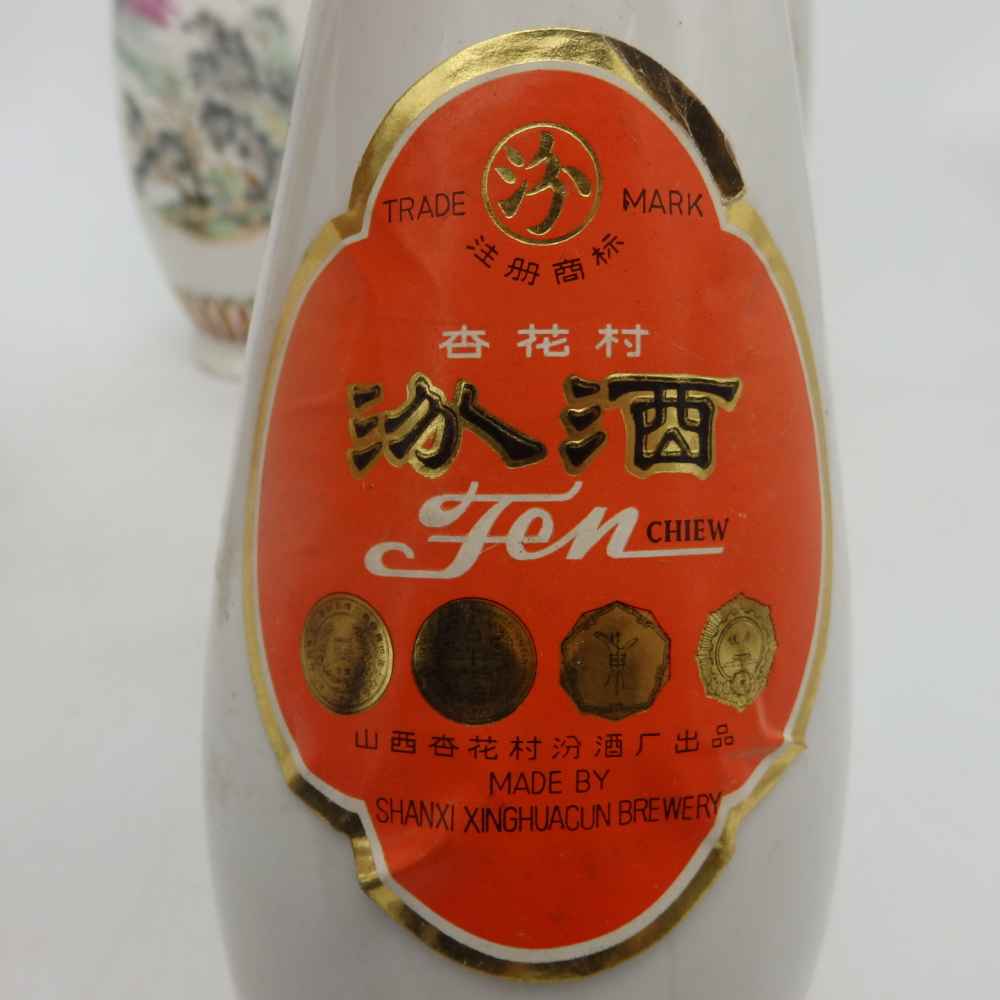 汾
TRADE MARK
注册商标
杏花村
汾酒
Fen CHIEW
山西杏花村汾酒厂出品
MADE BY
SHANXI XINGHUACUN BREWERY